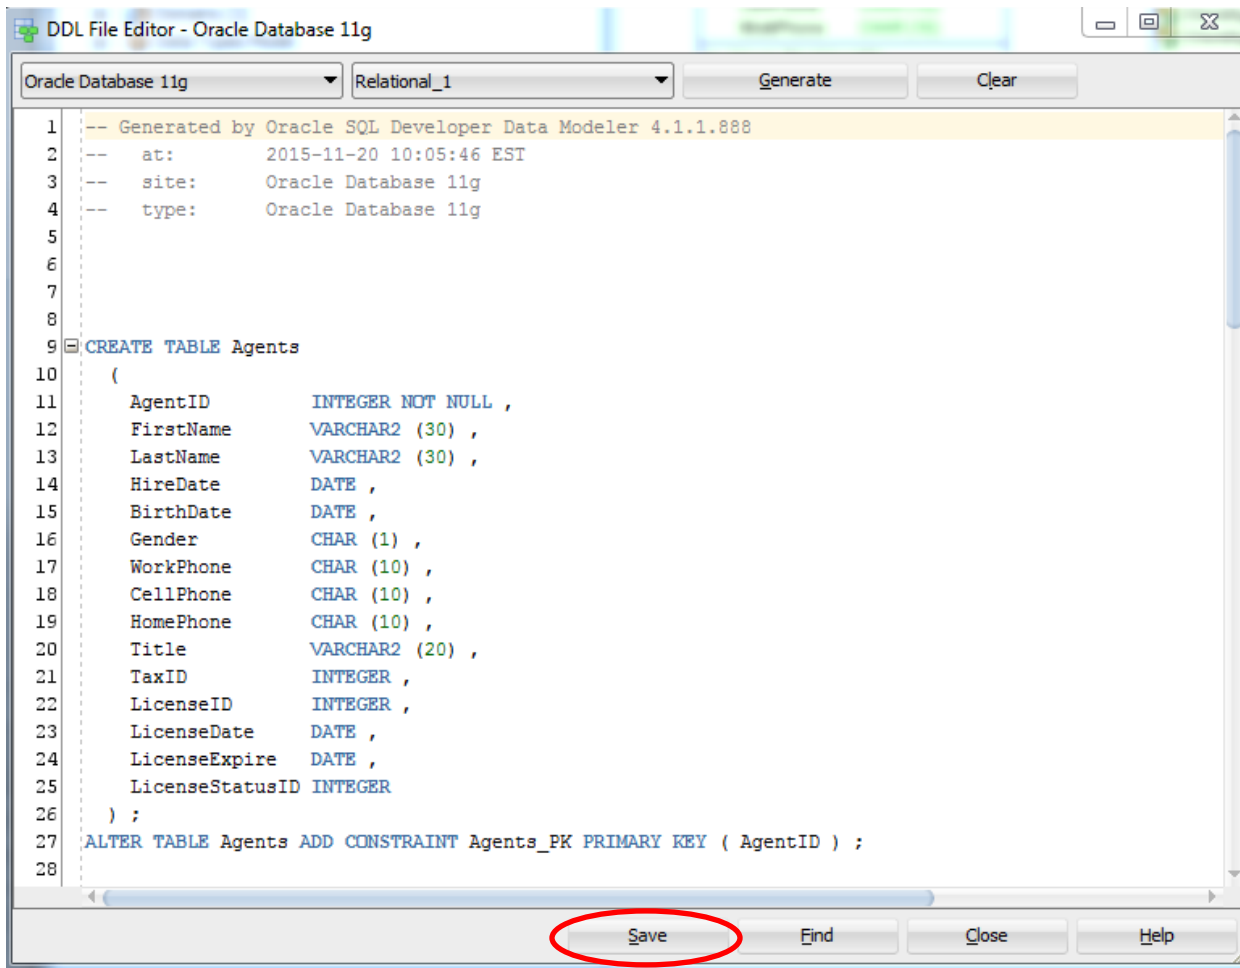 DDL File Editor - Oracle Database 11g
Oracle Database 11g Relational_1 Generate Clear
1 -- Generated by Oracle SQL Developer Data Modeler 4.1.1.888
2 -- at: 2015-11-20 10:05:46 EST
3 -- site: Oracle Database 11g
4 -- type: Oracle Database 11g
5
6
7
8
9 CREATE TABLE Agents
10 (
11 AgentID INTEGER NOT NULL ,
12 FirstName VARCHAR2 (30) ,
13 LastName VARCHAR2 (30) ,
14 HireDate DATE ,
15 BirthDate DATE ,
16 Gender CHAR (1) ,
17 WorkPhone CHAR (10) ,
18 CellPhone CHAR (10) ,
19 HomePhone CHAR (10) ,
20 Title VARCHAR2 (20) ,
21 TaxID INTEGER ,
22 LicenseID INTEGER ,
23 LicenseDate DATE ,
24 LicenseExpire DATE ,
25 LicenseStatusID INTEGER
26 ) ;
27 ALTER TABLE Agents ADD CONSTRAINT Agents_PK PRIMARY KEY ( AgentID ) ;
28
Save Find Close Help